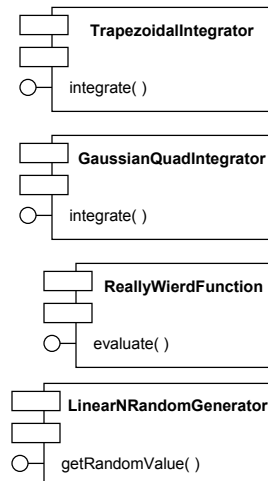 TrapezoidalIntegrator
integrate( )
GaussianQuadIntegrator
integrate( )
ReallyWierdFunction
evaluate( )
LinearNRandomGenerator
getRandomValue( )